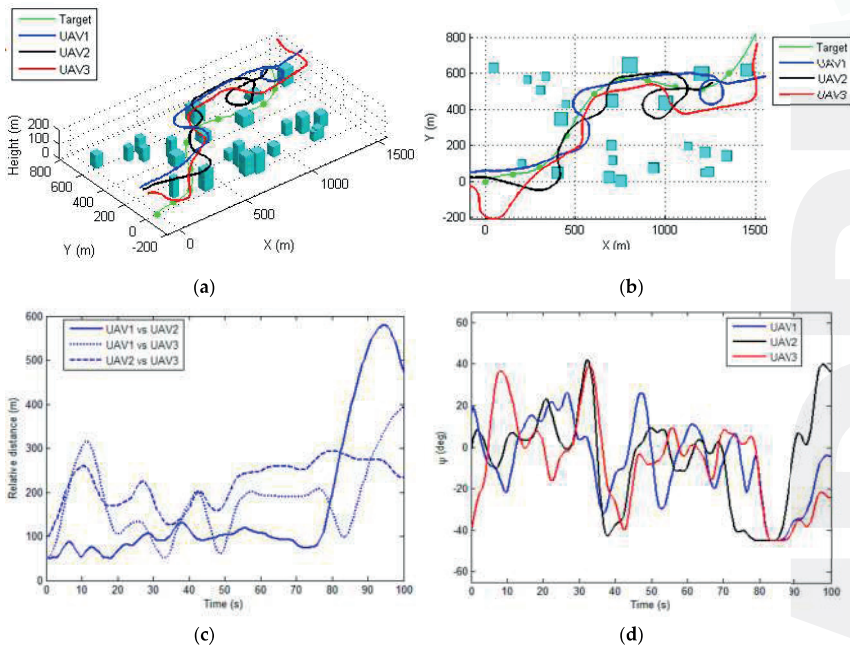 Target
UAV1
UAV2
UAV3
Height (m)
200
100
0
800
600
400
200
0
-200
Y (m)
0
500
1000
1500
X (m)
(a)
Target
UAV1
UAV2
UAV3
Y (m)
800
600
400
200
0
-200
0 500 1000 1500
X (m)
(b)
UAV1 vs UAV2
UAV1 vs UAV3
UAV2 vs UAV3
Relative distance (m)
600
500
400
300
200
100
0
0 10 20 30 40 50 60 70 80 90 100
Time (s)
(c)
UAV1
UAV2
UAV3
ψ (deg)
60
40
20
0
-20
-40
-60
0 10 20 30 40 50 60 70 80 90 100
Time (s)
(d)